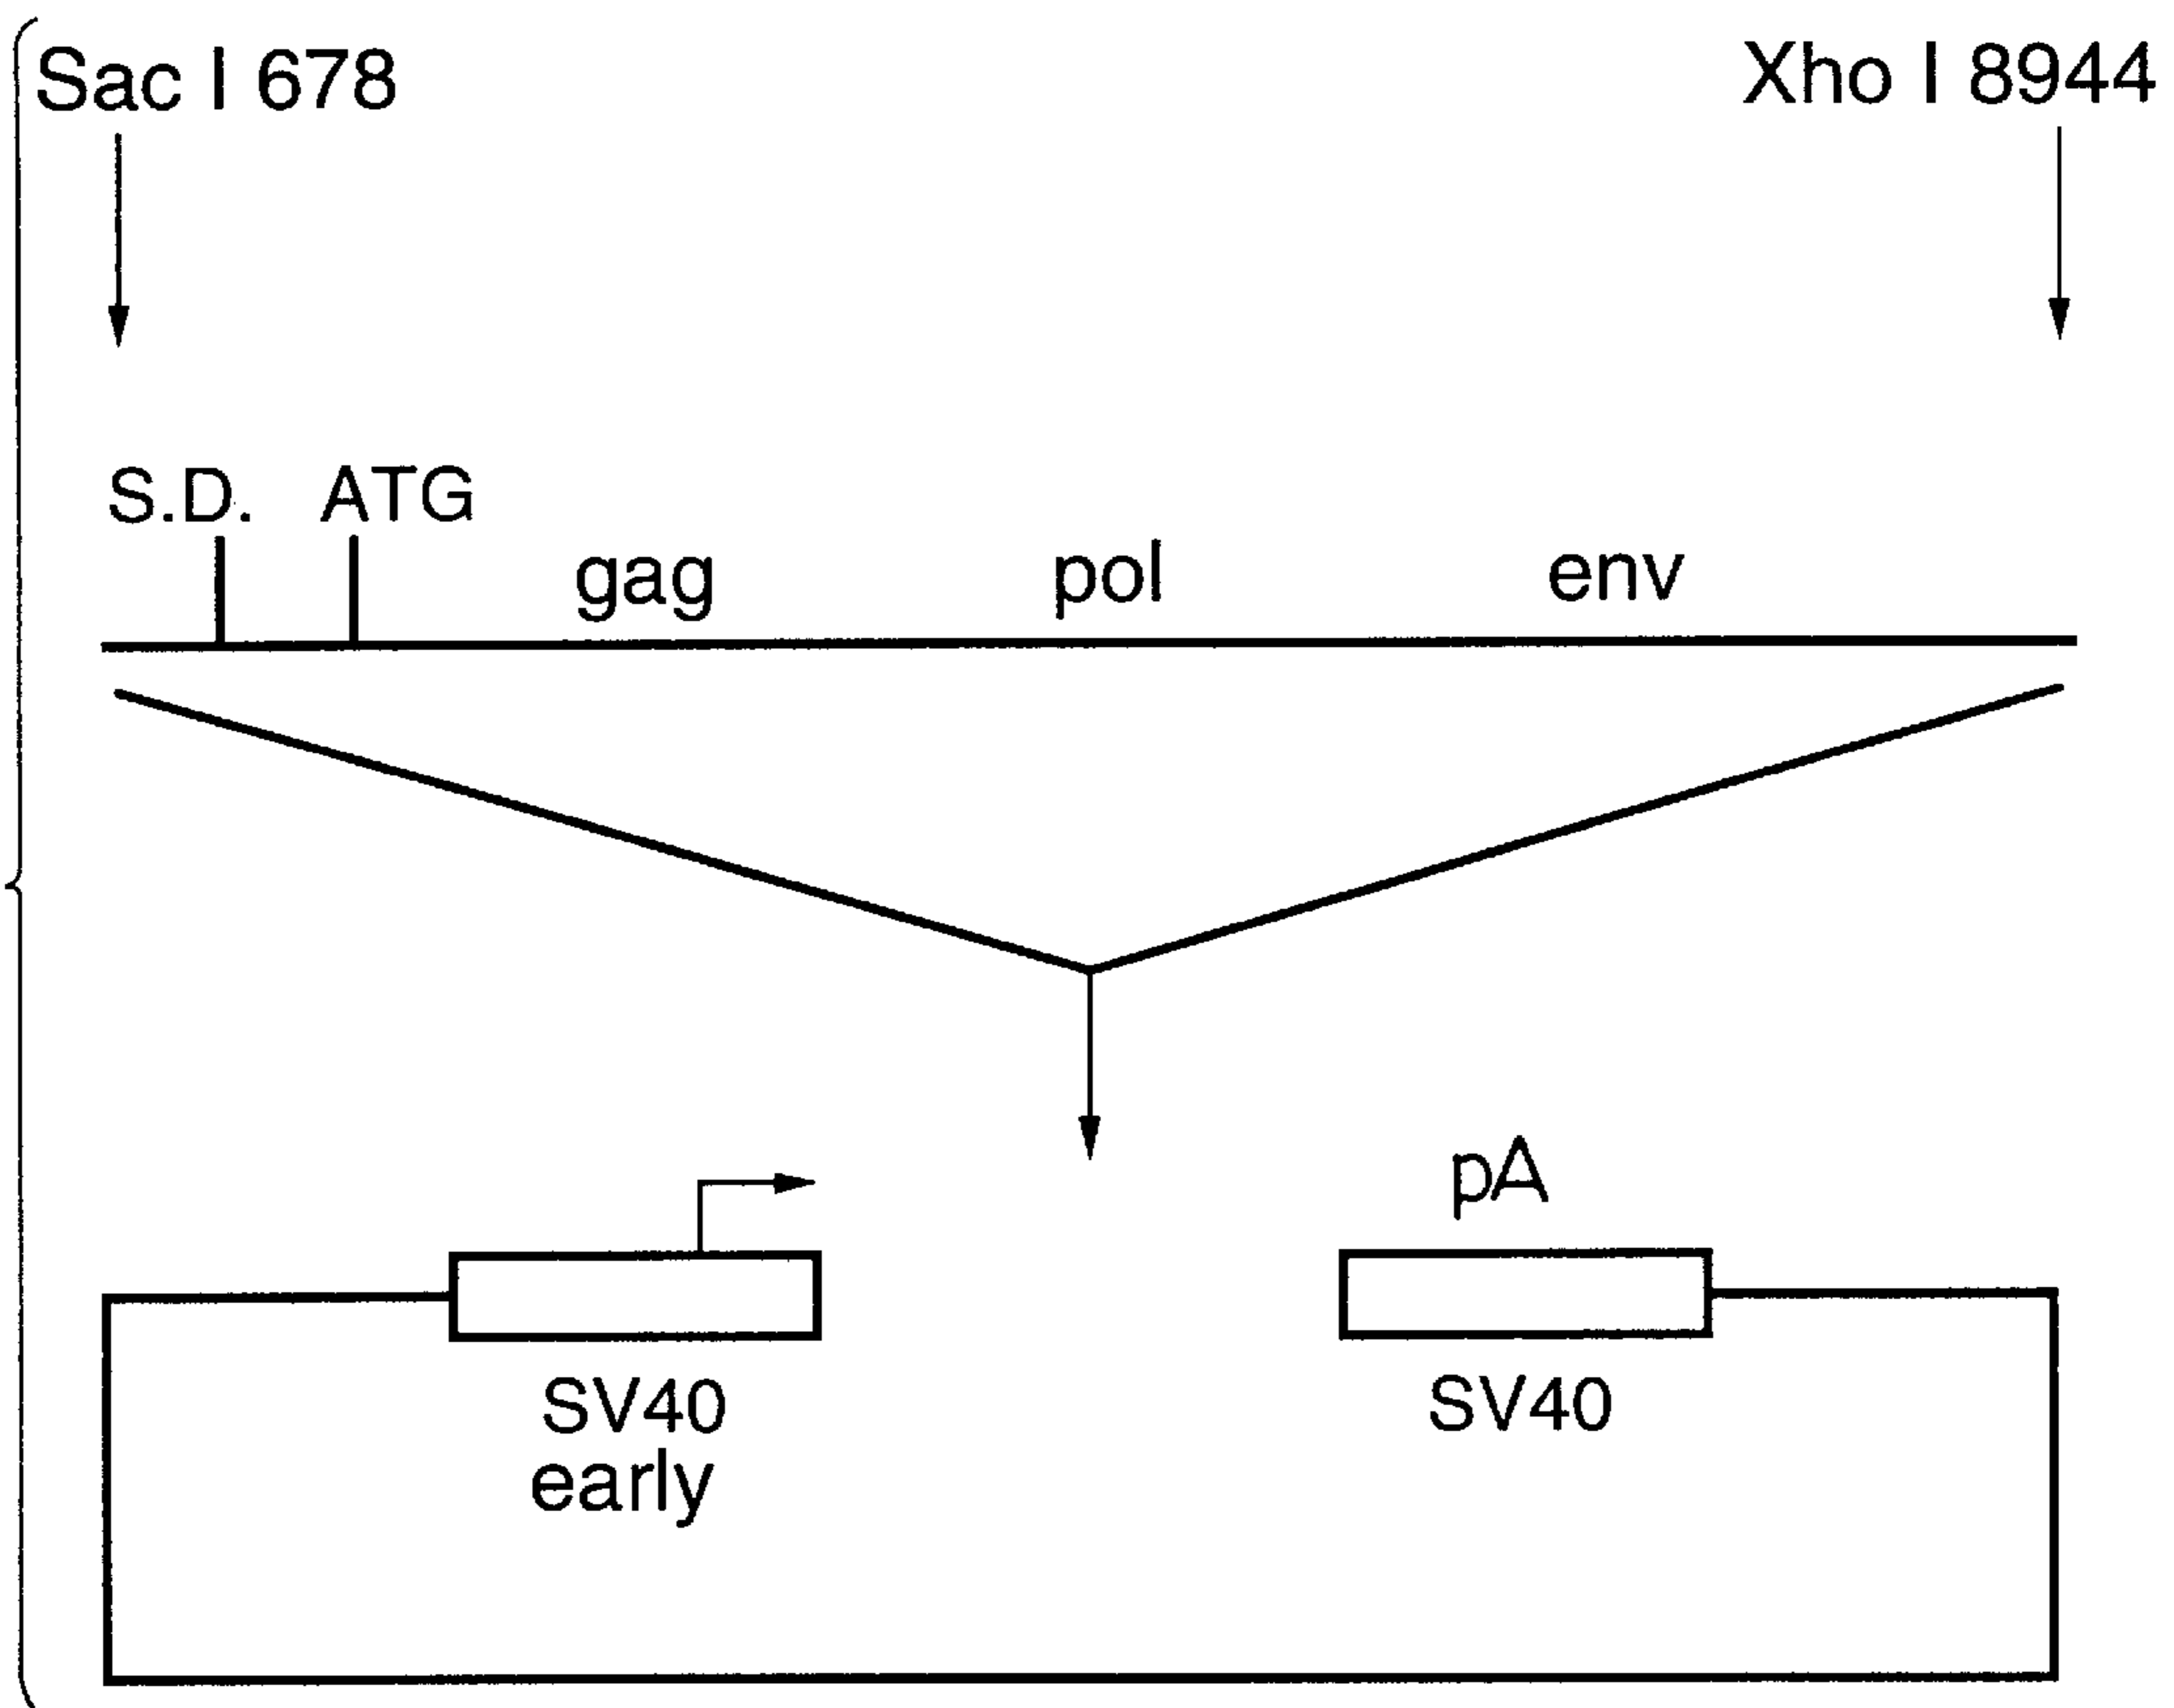 Sac I 678
Xho I 8944
S.D. ATG
gag pol env
pA
SV40
early
SV40